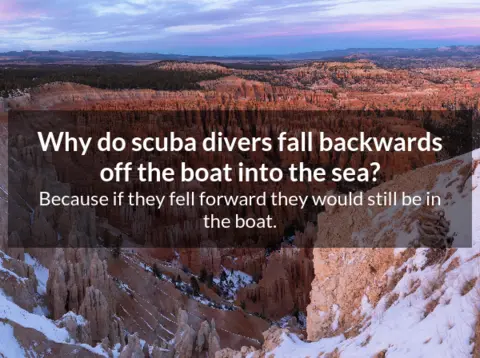 Why do scuba divers fall backwards
off the boat into the sea?
Because if they fell forward they would still be in
the boat.